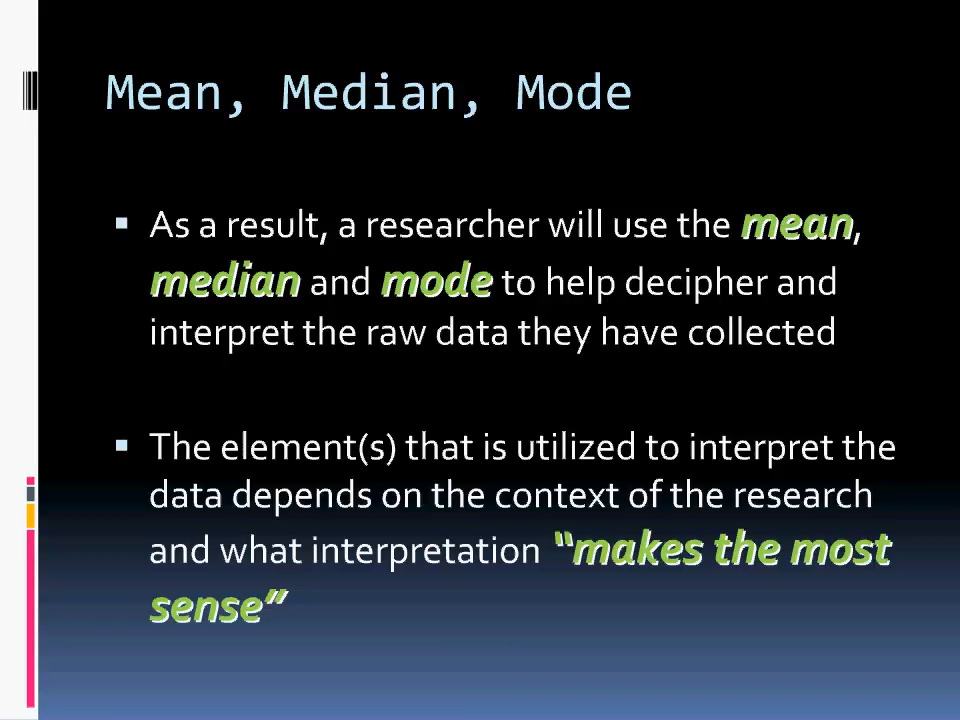 Mean, Median, Mode
▪ As a result, a researcher will use the mean,
median and mode to help decipher and
interpret the raw data they have collected
▪ The element(s) that is utilized to interpret the
data depends on the context of the research
and what interpretation “makes the most
sense”